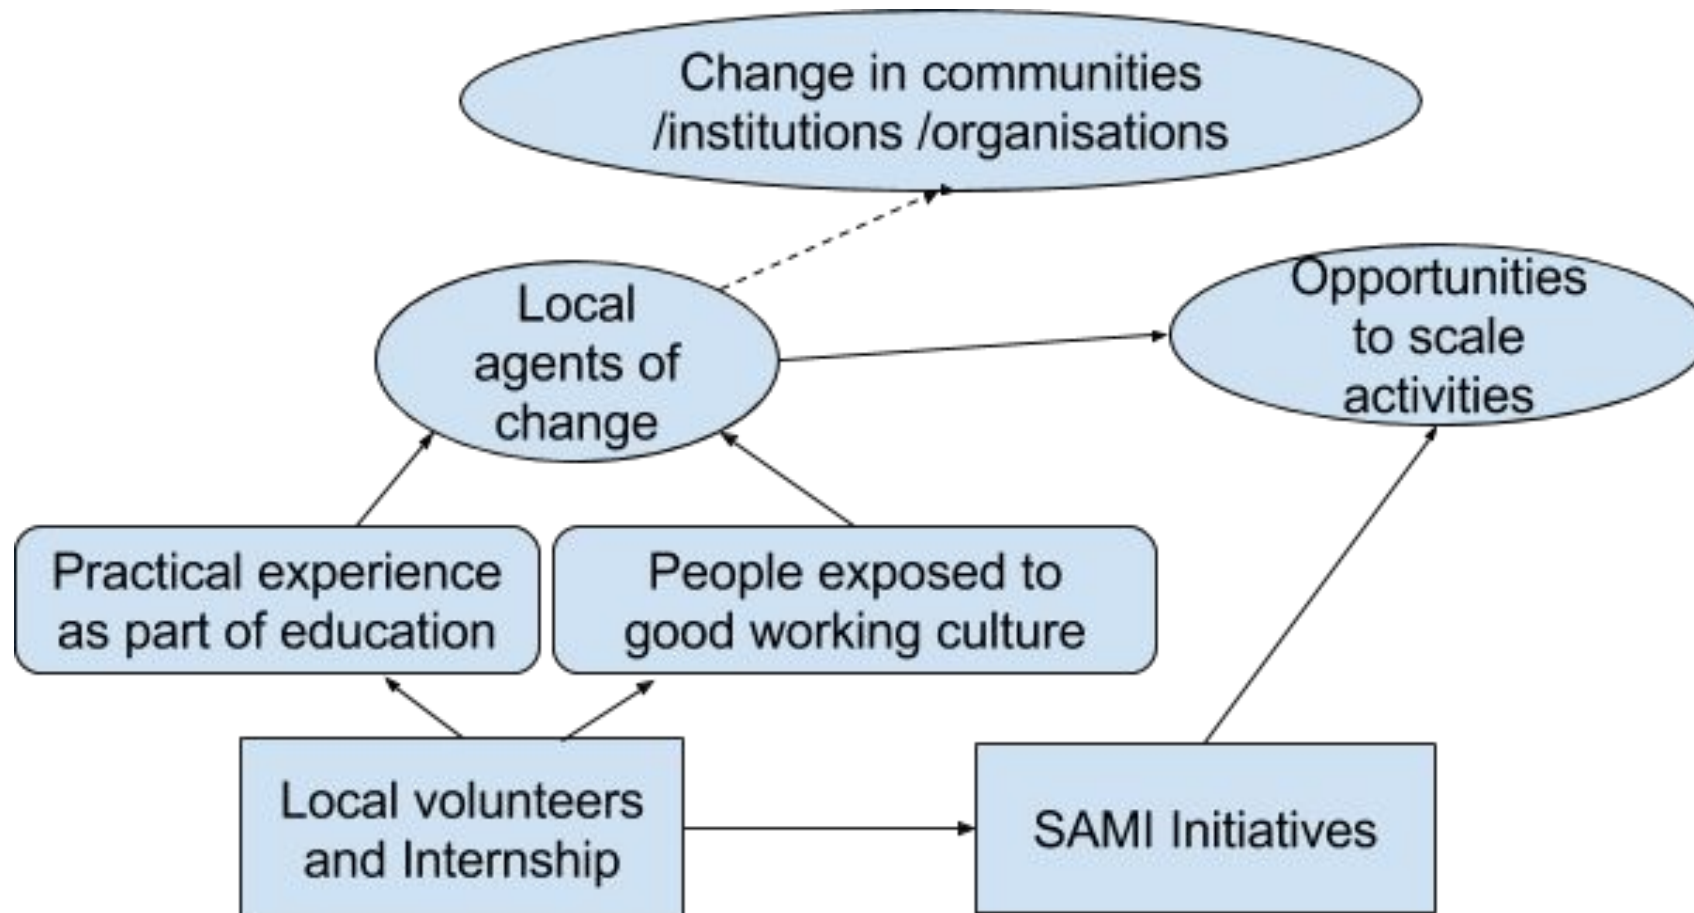 Change in communities
/institutions /organisations
Local
agents of
change
Opportunities
to scale
activities
Practical experience
as part of education
People exposed to
good working culture
Local volunteers
and Internship
SAMI Initiatives